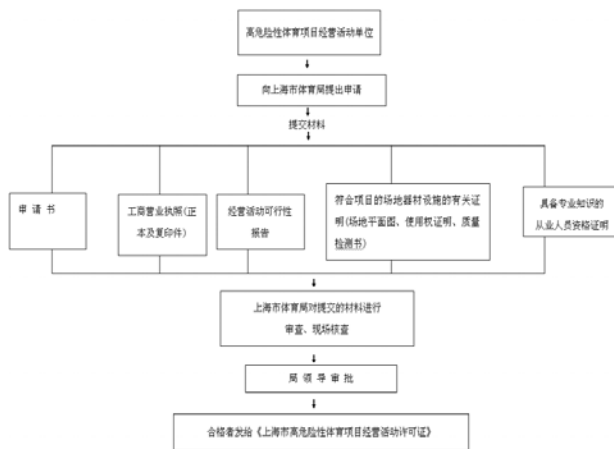 高危险性体育项目经营活动单位
向上海市体育局提出申请
提交材料
申 请 书
工商营业执照(正
本及复印件)
经营活动可行性
报告
符合项目的场地器材设施的有关证
明(场地平面图、使用权证明、质量
检测书)
具备专业知识的
从业人员资格证明
上海市体育局对提交的材料进行
审查、现场核查
局 领 导 审 批
合格者发给《上海市高危险性体育项目经营活动许可证》